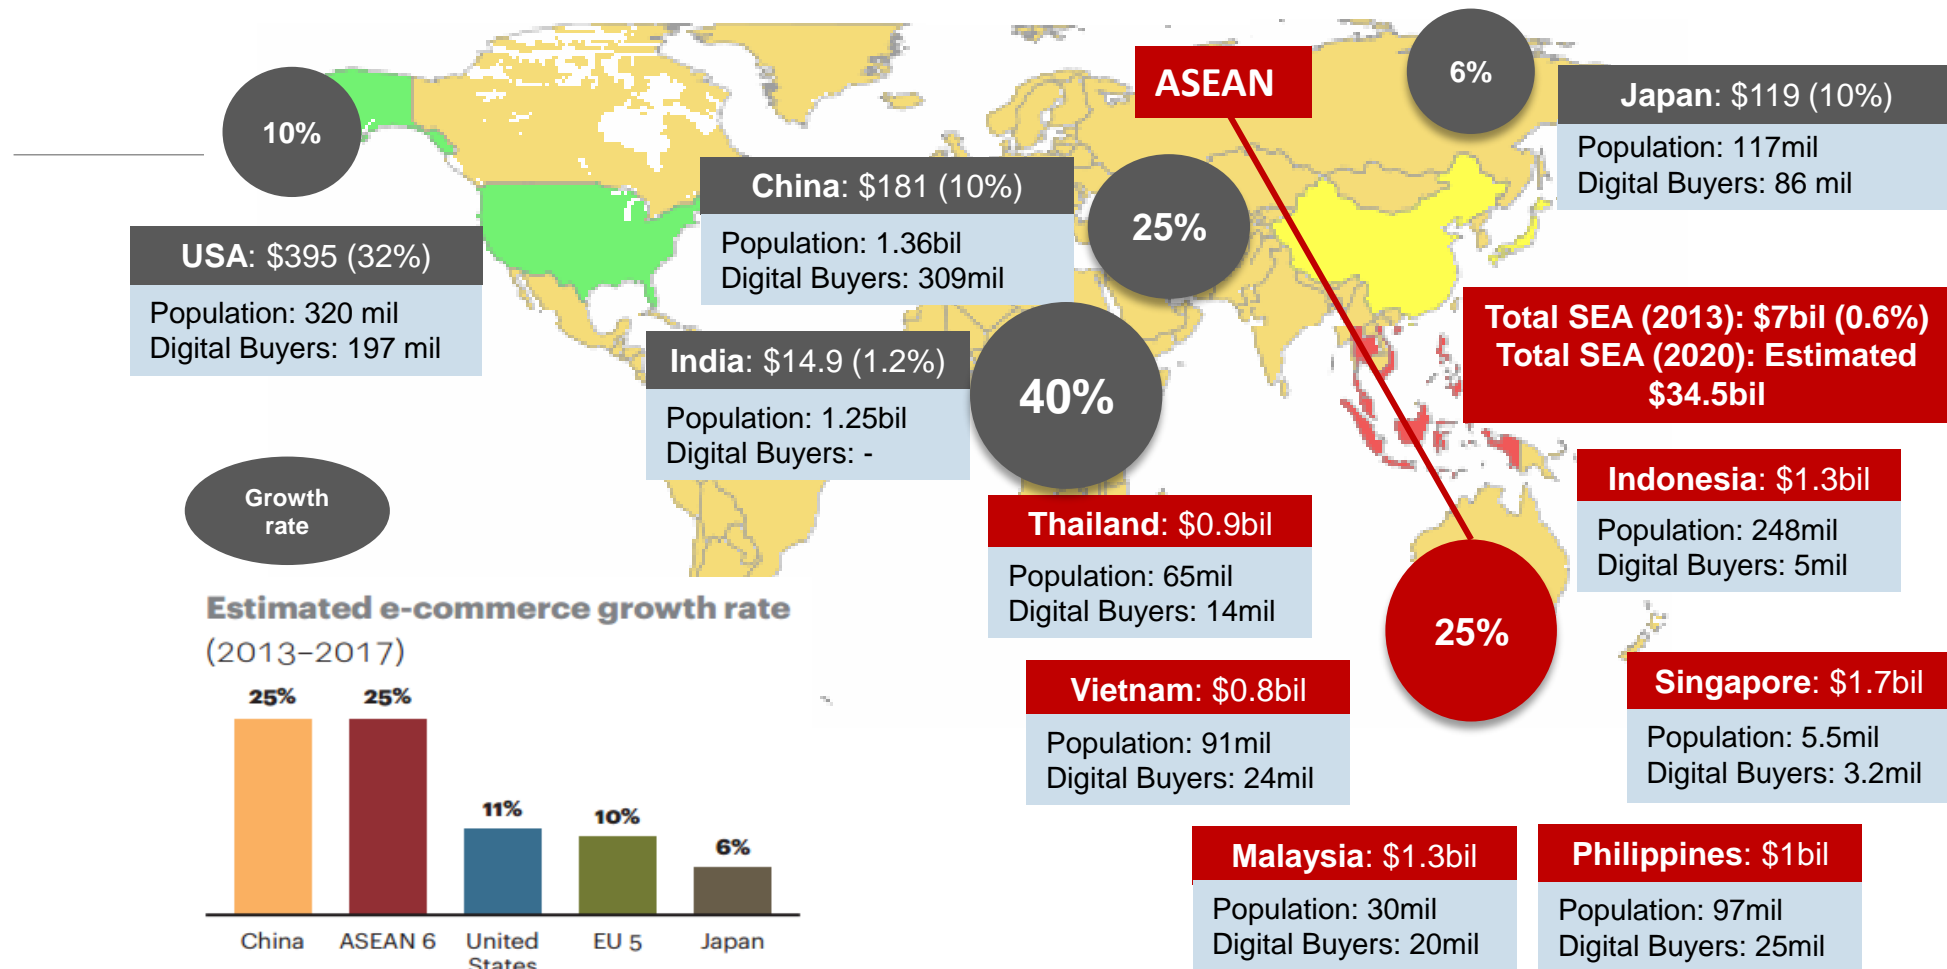 ASEAN
6%
Japan: $119 (10%)
Population: 117mil
Digital Buyers: 86 mil
10%
China: $181 (10%)
Population: 1.36bil
Digital Buyers: 309mil
25%
USA: $395 (32%)
Population: 320 mil
Digital Buyers: 197 mil
Total SEA (2013): $7bil (0.6%)
Total SEA (2020): Estimated
$34.5bil
India: $14.9 (1.2%)
Population: 1.25bil
Digital Buyers: -
40%
Growth
rate
Indonesia: $1.3bil
Population: 248mil
Digital Buyers: 5mil
Thailand: $0.9bil
Population: 65mil
Digital Buyers: 14mil
25%
Vietnam: $0.8bil
Population: 91mil
Digital Buyers: 24mil
Singapore: $1.7bil
Population: 5.5mil
Digital Buyers: 3.2mil
Malaysia: $1.3bil
Population: 30mil
Digital Buyers: 20mil
Philippines: $1bil
Population: 97mil
Digital Buyers: 25mil
Estimated e-commerce growth rate
(2013–2017)
25%
25%
11%
10%
6%
China
ASEAN 6
United
States
EU 5
Japan